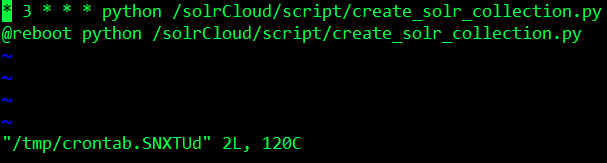 * 3 * * * python /solrCloud/script/create_solr_collection.py
@reboot python /solrCloud/script/create_solr_collection.py
~
~
~
~
"/tmp/crontab.SNXTUd" 2L, 120C